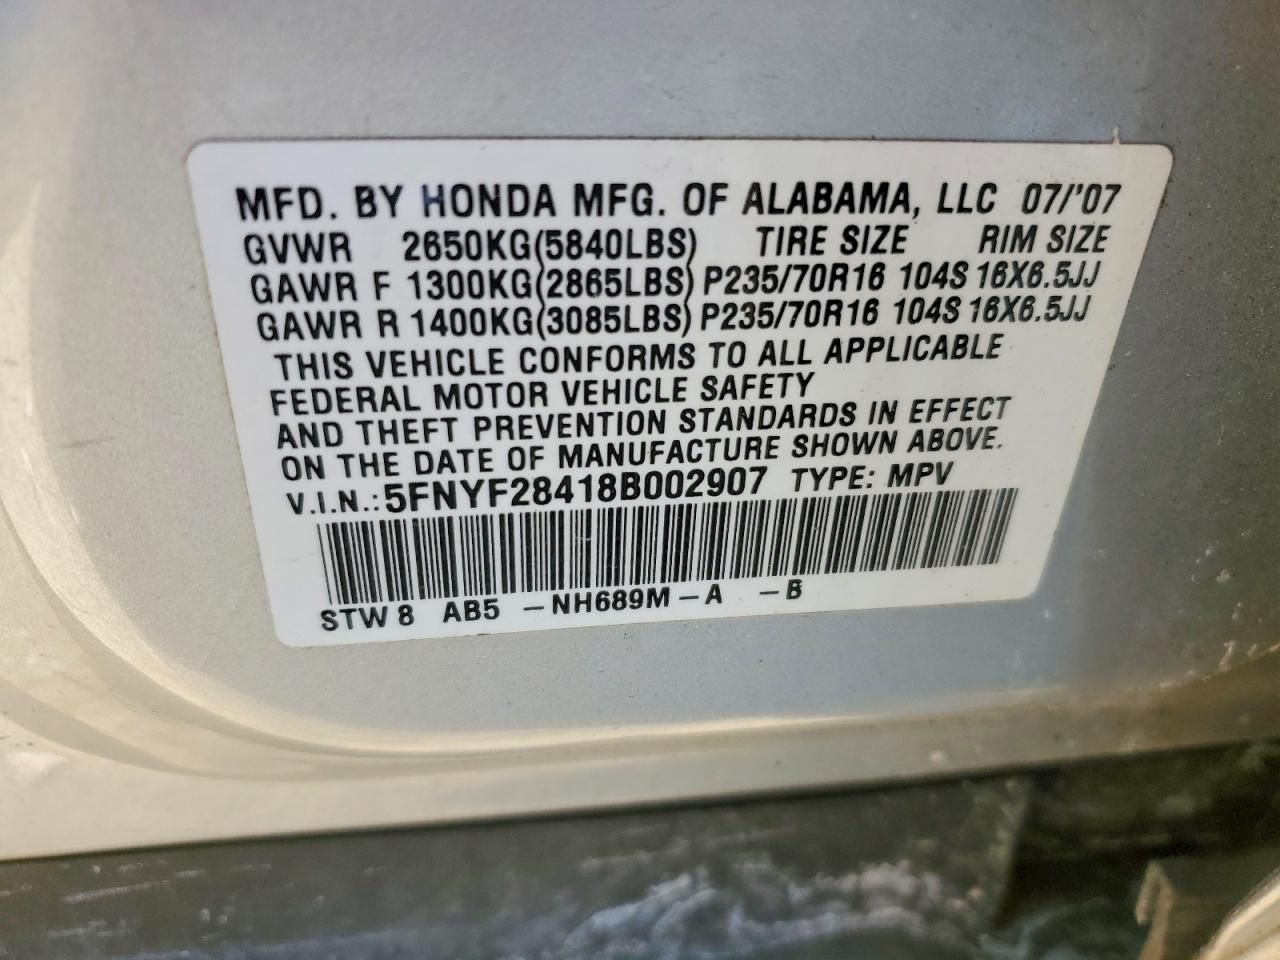 MFD. BY HONDA MFG. OF ALABAMA, LLC 07/'07
GVWR 2650KG(5840LBS) TIRE SIZE RIM SIZE
GAWR F 1300KG(2865LBS) P235/70R16 104S 16X6.5JJ
GAWR R 1400KG(3085LBS) P235/70R16 104S 16X6.5JJ
THIS VEHICLE CONFORMS TO ALL APPLICABLE
FEDERAL MOTOR VEHICLE SAFETY
AND THEFT PREVENTION STANDARDS IN EFFECT
ON THE DATE OF MANUFACTURE SHOWN ABOVE.
V.I.N.: 5FNYF28418B002907 TYPE: MPV
STW 8 AB5 -NH689M-A -B